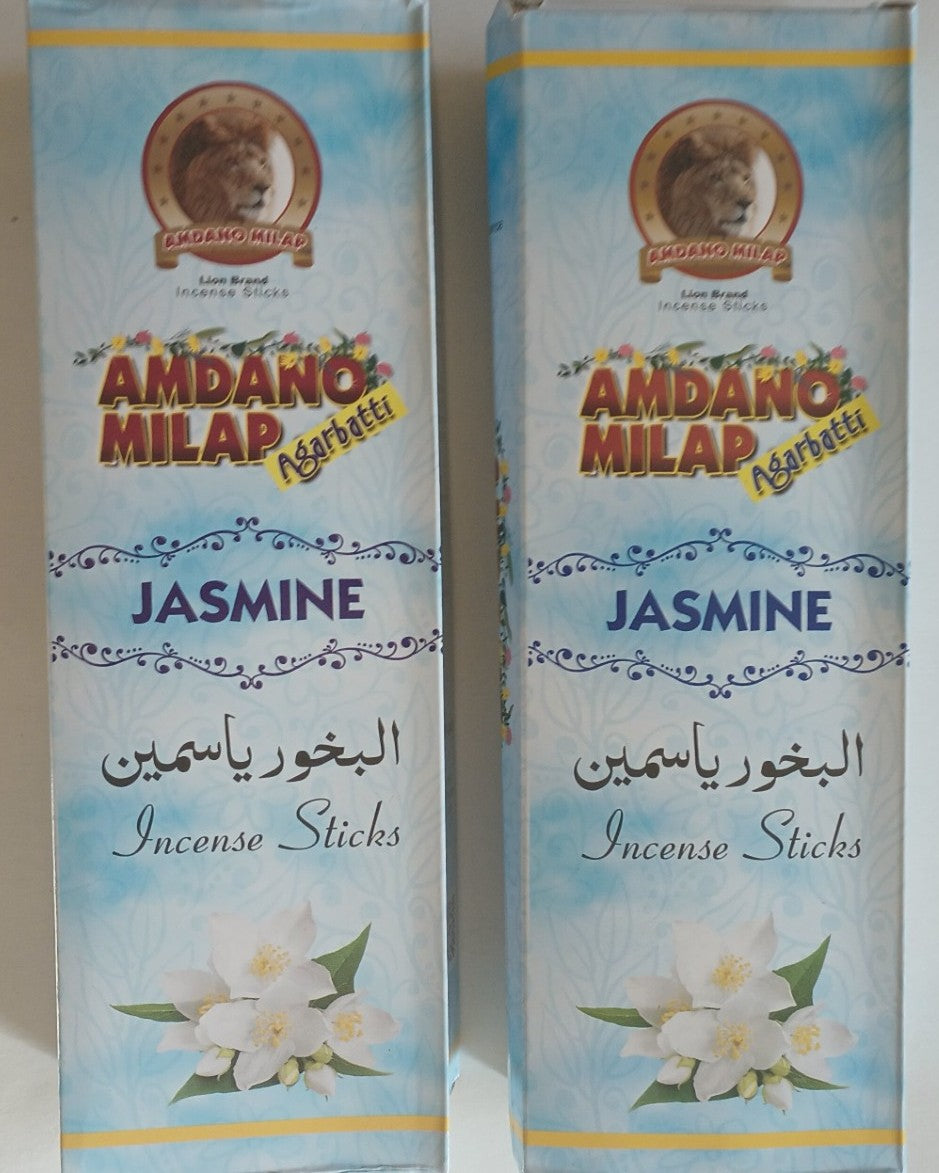 AMDANO MILAP
Lion Brand
Incense Sticks
AMDANO
MILAP
Agarbatti
JASMINE
البخور ياسمين
Incense Sticks
AMDANO MILAP
Lion Brand
Incense Sticks
AMDANO
MILAP
Agarbatti
JASMINE
البخور ياسمين
Incense Sticks